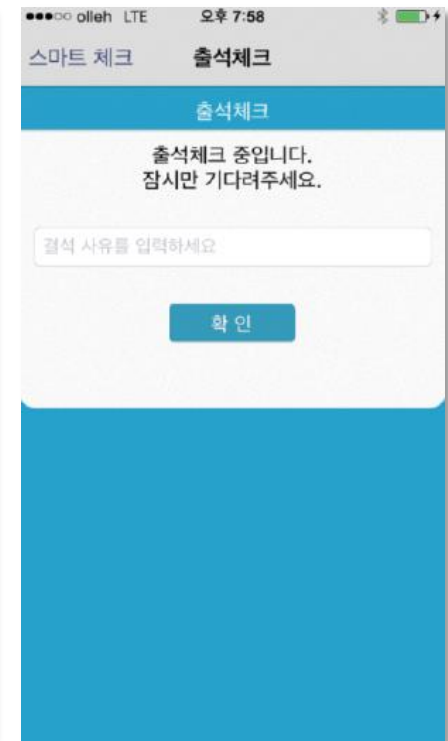 olleh LTE 오후 7:58
스마트 체크 출석체크
출석체크
출석체크 중입니다.
잠시만 기다려주세요.
결석 사유를 입력하세요
확인